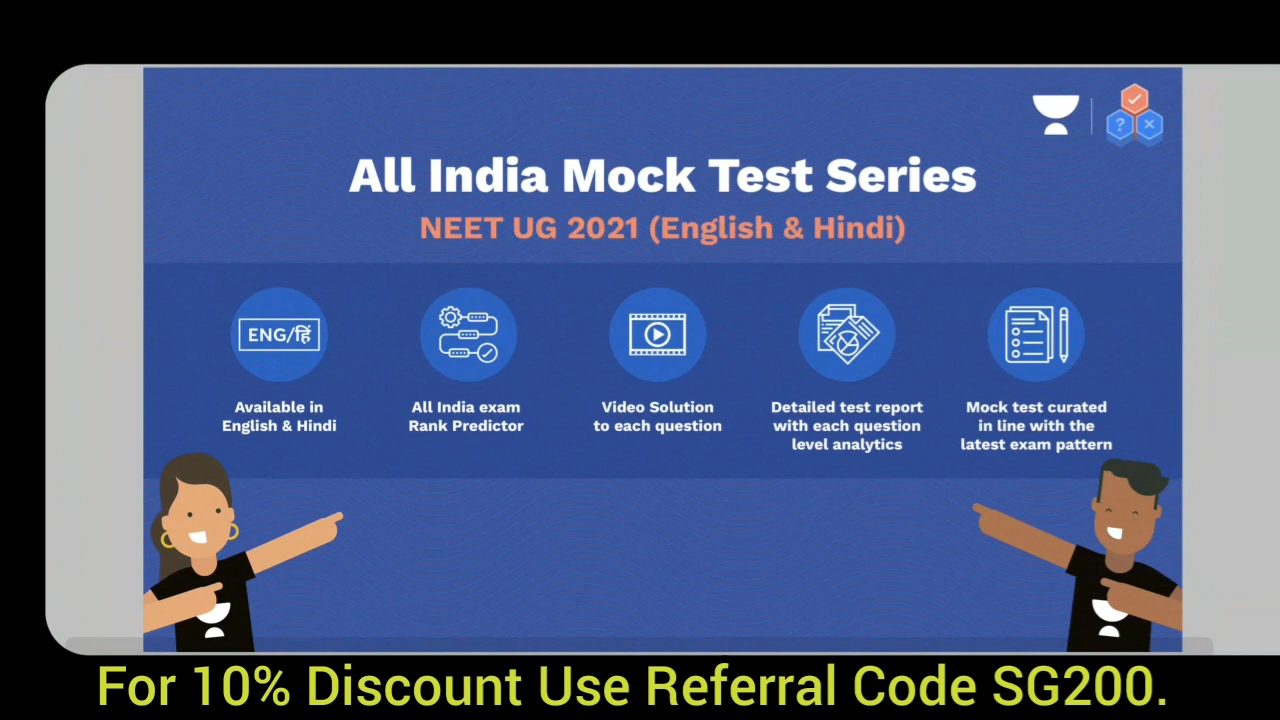 All India Mock Test Series
NEET UG 2021 (English & Hindi)
ENG/हिं
Available in
English & Hindi
All India exam
Rank Predictor
Video Solution
to each question
Detailed test report
with each question
level analytics
Mock test curated
in line with the
latest exam pattern
For 10% Discount Use Referral Code SG200.